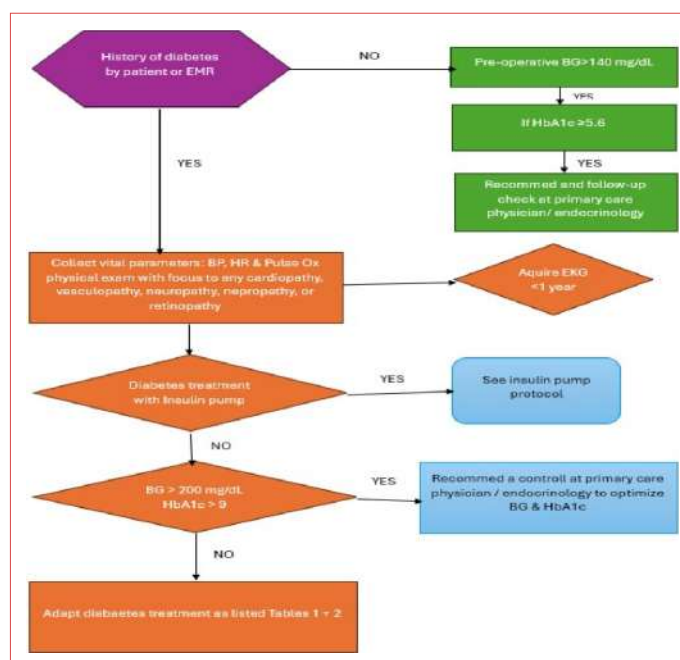 History of diabetes
by patient or EMR
NO
Pre-operative BG>140 mg/dL
YES
If HbA1c ≥5.6
YES
YES
Recommed and follow-up
check at primary care
physician/ endocrinology
Collect vital parameters: BP, HR & Pulse Ox
physical exam with focus to any cardiopathy,
vasculopathy, neuropathy, nepropathy, or
retinopathy
Aquire EKG
<1 year
Diabetes treatment
with Insulin pump
YES
See insulin pump
protocol
NO
BG > 200 mg/dL
HbA1c > 9
YES
Recommed a controll at primary care
physician / endocrinology to optimize
BG & HbA1c
NO
Adapt diabaetes treatment as listed Tables 1 + 2